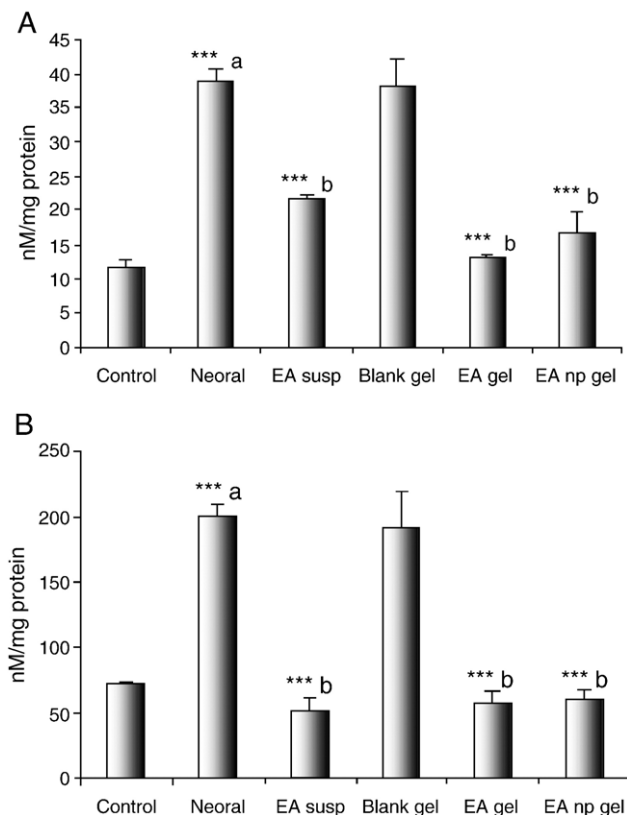 A
45
40
35
30
25
20
15
10
5
0
nM/mg protein
*** a
*** b
*** b
*** b
Control Neoral EA susp Blank gel EA gel EA np gel
B
250
200
150
100
50
0
nM/mg protein
*** a
*** b
*** b
*** b
Control Neoral EA susp Blank gel EA gel EA np gel